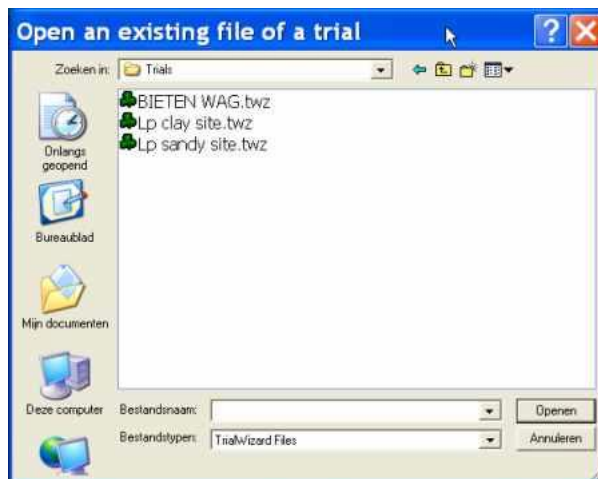 Open an existing file of a trial
Zoeken in: Trials
BIETEN WAG.twz
Lp clay site.twz
Lp sandy site.twz
Onlangs
geopend
Bureaublad
Mijn documenten
Deze computer
Bestandsnaam: Openen
Bestandstypen: TrialWizard Files Annuleren